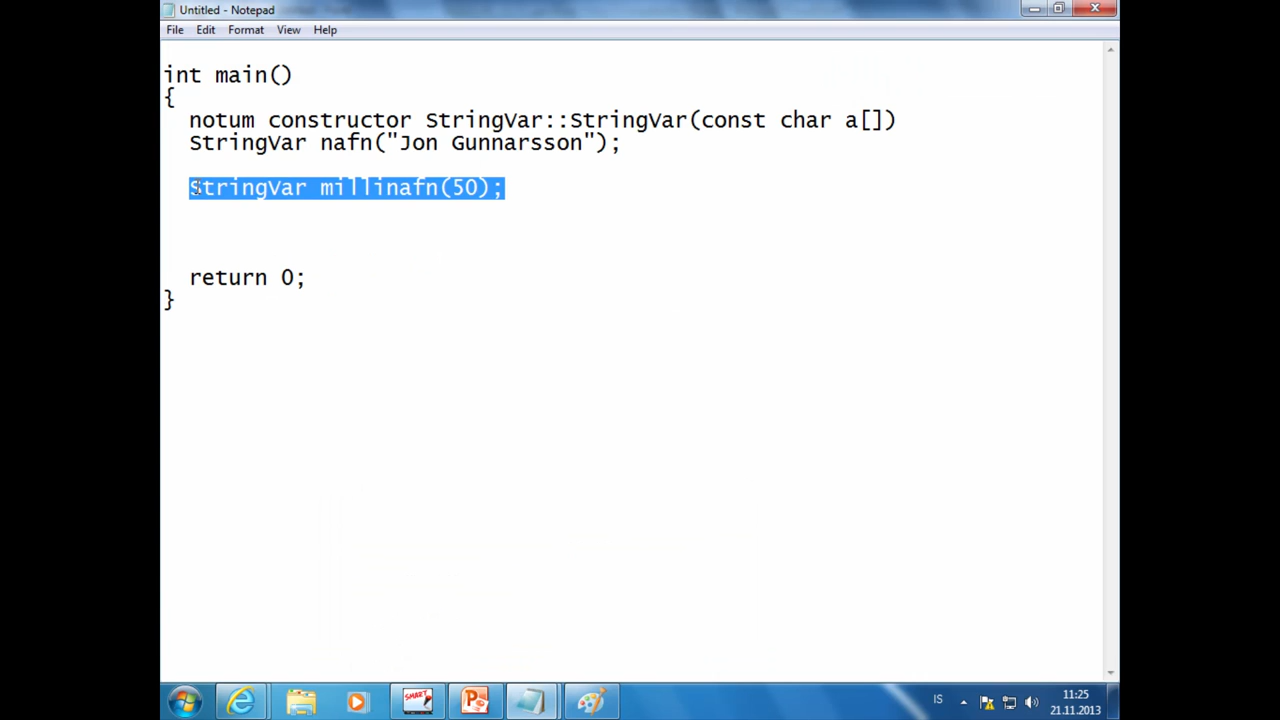 Untitled - Notepad
File Edit Format View Help
int main()
{
notum constructor StringVar::StringVar(const char a[])
StringVar nafn("Jon Gunnarsson");
StringVar millinafn(50);
return 0;
}
SMART
IS
11:25
21.11.2013